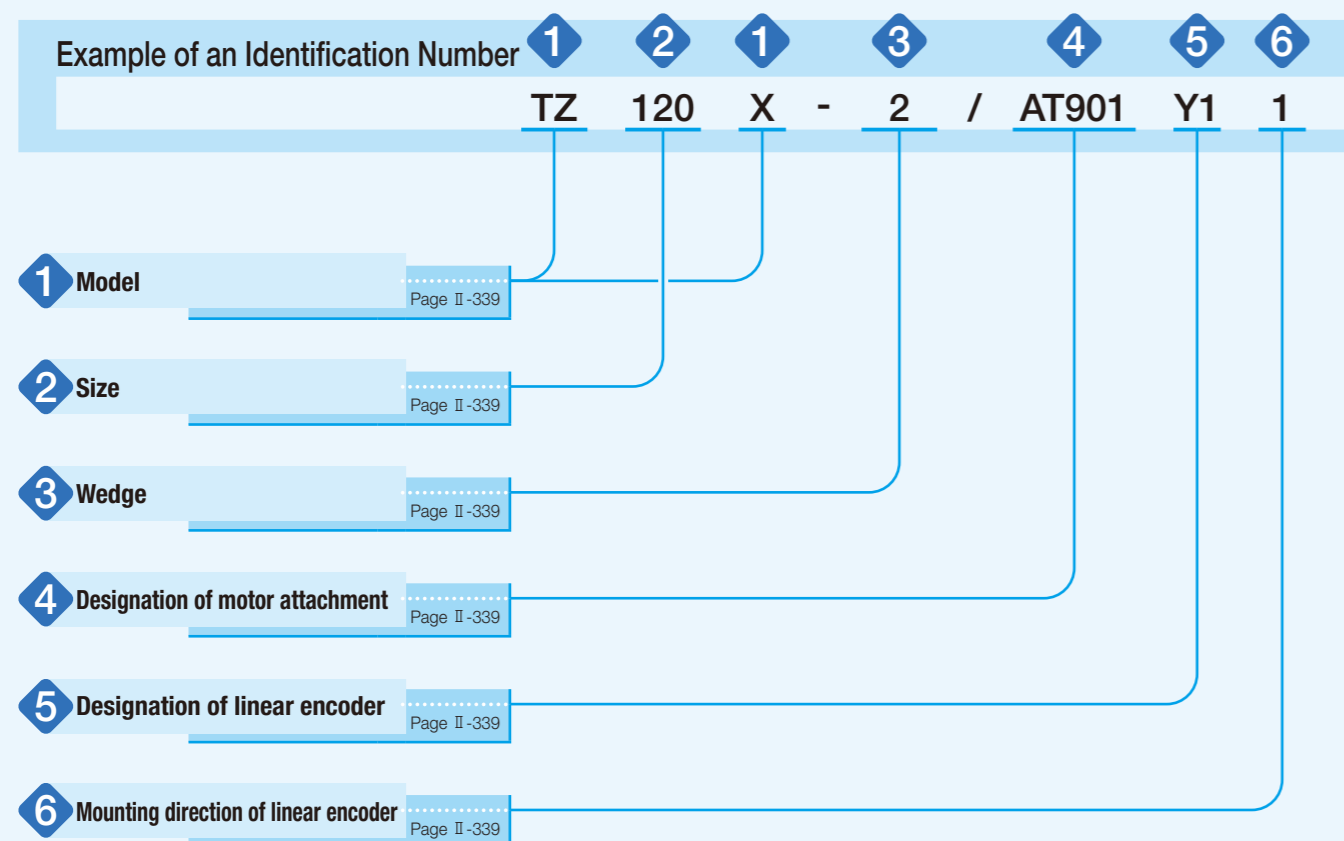 Example of an Identification Number 1 2 1 3 4 5 6
TZ 120 X - 2 / AT901 Y1 1
1 Model
Page Ⅱ-339
2 Size
Page Ⅱ-339
3 Wedge
Page Ⅱ-339
4 Designation of motor attachment
Page Ⅱ-339
5 Designation of linear encoder
Page Ⅱ-339
6 Mounting direction of linear encoder
Page Ⅱ-339